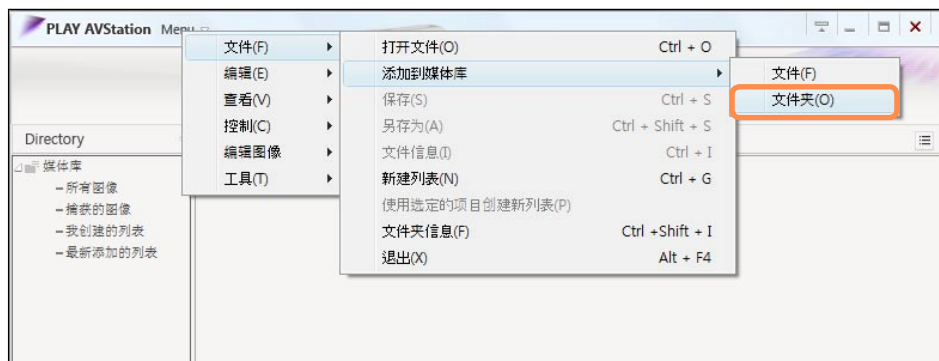 PLAY AVStation Menu
文件(F)
编辑(E)
查看(V)
控制(C)
编辑图像
工具(T)
打开文件(O) Ctrl + O
添加到媒体库
保存(S) Ctrl + S
另存为(A) Ctrl + Shift + S
文件信息(I) Ctrl + I
新建列表(N) Ctrl + G
使用选定的项目创建新列表(P)
文件夹信息(F) Ctrl +Shift + I
退出(X) Alt + F4
文件(F)
文件夹(O)
Directory
媒体库
所有图像
捕获的图像
我创建的列表
最新添加的列表